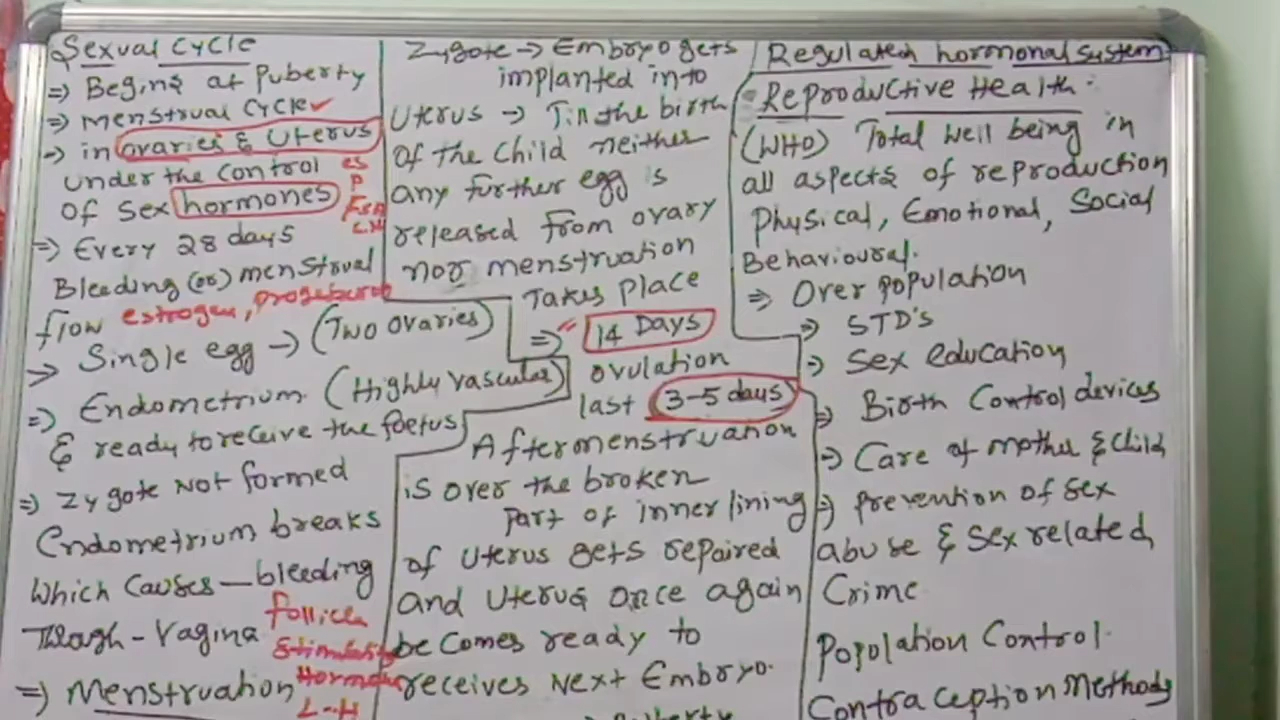 Sexual Cycle
⇒ Begins at Puberty
⇒ menstrual cycle ✓
→ in ovaries & Uterus
under the control es
P
of sex hormones FSH
LH
⇒ Every 28 days
Bleeding (or) menstrual
flow estrogen,
→ Single egg → (Two ovaries)
⇒ Endometrium (Highly vascular)
& ready to receive the foetus
⇒ Zygote Not formed
Endometrium breaks
which causes – bleeding
Through – Vagina
⇒ Menstruation
Hormone
L-H
Zygote → Embryo gets
implanted in to
Uterus → Till the birth
of the child neither
any further egg is
released from ovary
nor menstruation
Takes place
⇒ 14 Days
ovulation
last 3-5 days
After menstruation
is over the broken
part of inner lining
of Uterus gets repaired
and Uterus once again
becomes ready to
receives Next Embryo.
Regulated hormonal system
Reproductive Health:
(WHO) Total well being in
all aspects of reproduction
Physical, Emotional, Social
Behavioural.
⇒ Over population
⇒ STD's
⇒ Sex education
⇒ Birth Control devices
⇒ Care of mother & child
⇒ prevention of sex
abuse & sex related
Crime
Population Control.
Contraception Methods